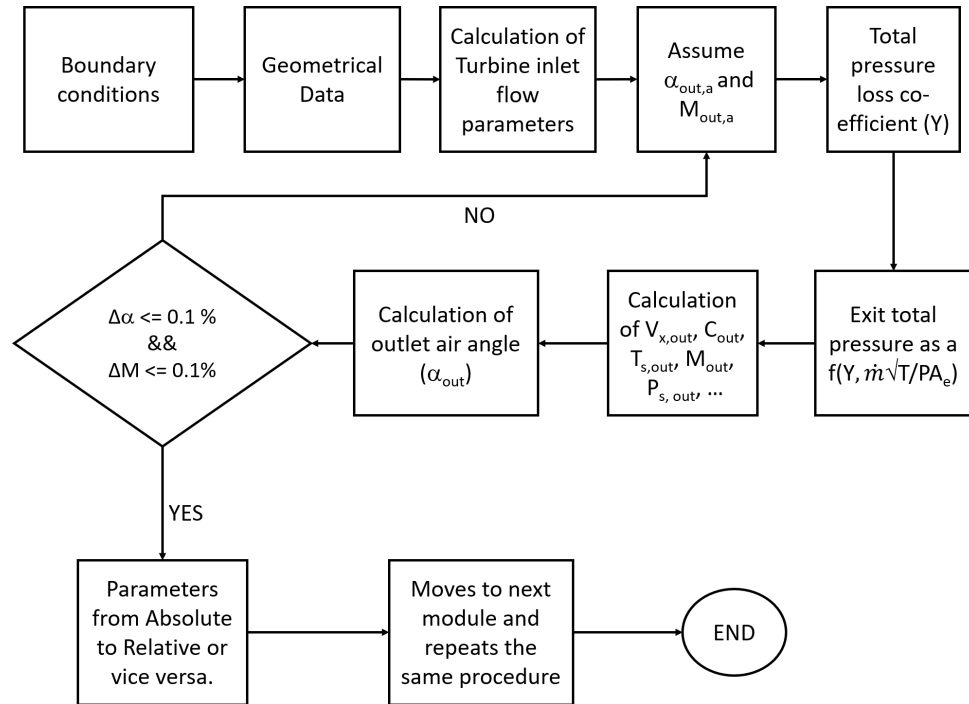 Boundary
conditions
Geometrical
Data
Calculation of
Turbine inlet
flow
parameters
Assume
α_out,a and
M_out,a
Total
pressure
loss co-
efficient (Y)
NO
Δα <= 0.1 %
&&
ΔM <= 0.1%
Calculation of
outlet air angle
(α_out)
Calculation
of V_x,out, C_out,
T_s,out, M_out,
P_s, out, ...
Exit total
pressure as a
f(Y, ṁ√T/PA_e)
YES
Parameters
from Absolute
to Relative or
vice versa.
Moves to next
module and
repeats the
same procedure
END